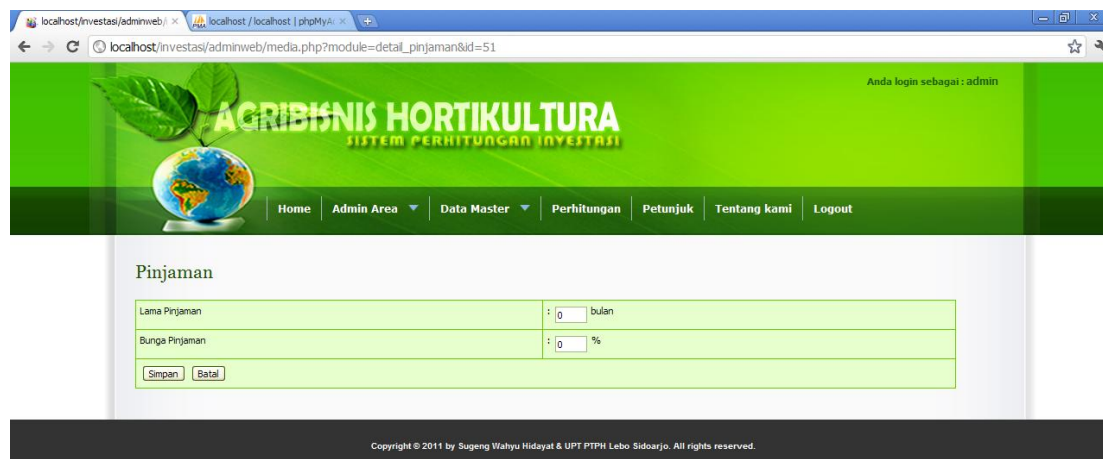 localhost/investasi/adminweb/
localhost / localhost | phpMyA
localhost/investasi/adminweb/media.php?module=detail_pinjaman&id=51
Anda login sebagai : admin
AGRIBISNIS HORTIKULTURA
SISTEM PERHITUNGAN INVESTASI
Home Admin Area Data Master Perhitungan Petunjuk Tentang kami Logout
Pinjaman
Lama Pinjaman : 0 bulan
Bunga Pinjaman : 0 %
Simpan Batal
Copyright © 2011 by Sugeng Wahyu Hidayat & UPT PTPH Lebo Sidoarjo. All rights reserved.